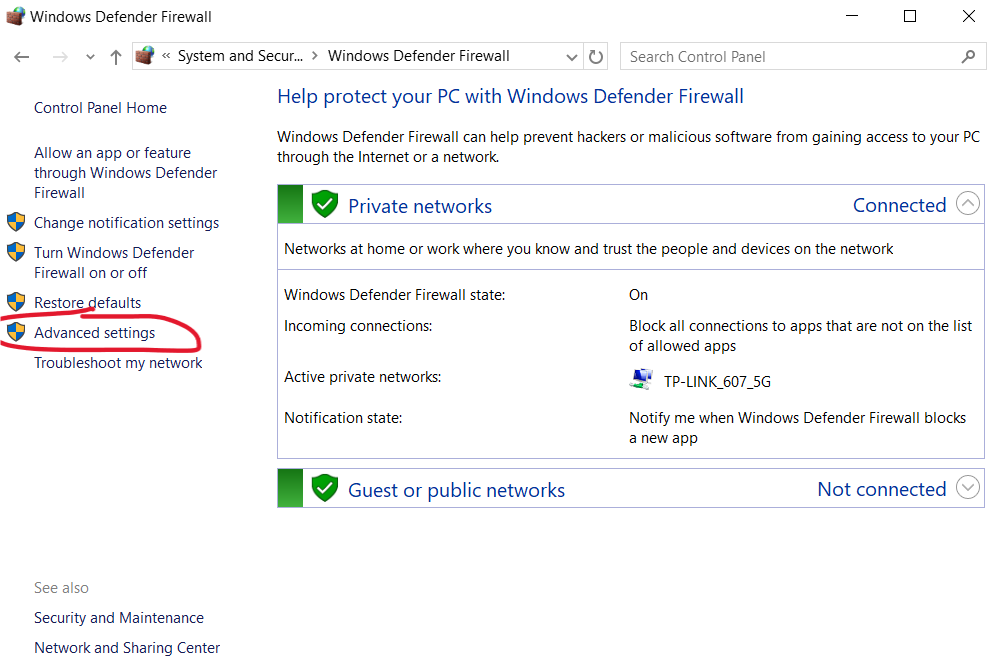 Windows Defender Firewall
« System and Secur... > Windows Defender Firewall
Search Control Panel
Control Panel Home
Allow an app or feature
through Windows Defender
Firewall
Change notification settings
Turn Windows Defender
Firewall on or off
Restore defaults
Advanced settings
Troubleshoot my network
See also
Security and Maintenance
Network and Sharing Center
Help protect your PC with Windows Defender Firewall
Windows Defender Firewall can help prevent hackers or malicious software from gaining access to your PC
through the Internet or a network.
Private networks Connected
Networks at home or work where you know and trust the people and devices on the network
Windows Defender Firewall state: On
Incoming connections: Block all connections to apps that are not on the list
of allowed apps
Active private networks: TP-LINK_607_5G
Notification state: Notify me when Windows Defender Firewall blocks
a new app
Guest or public networks Not connected